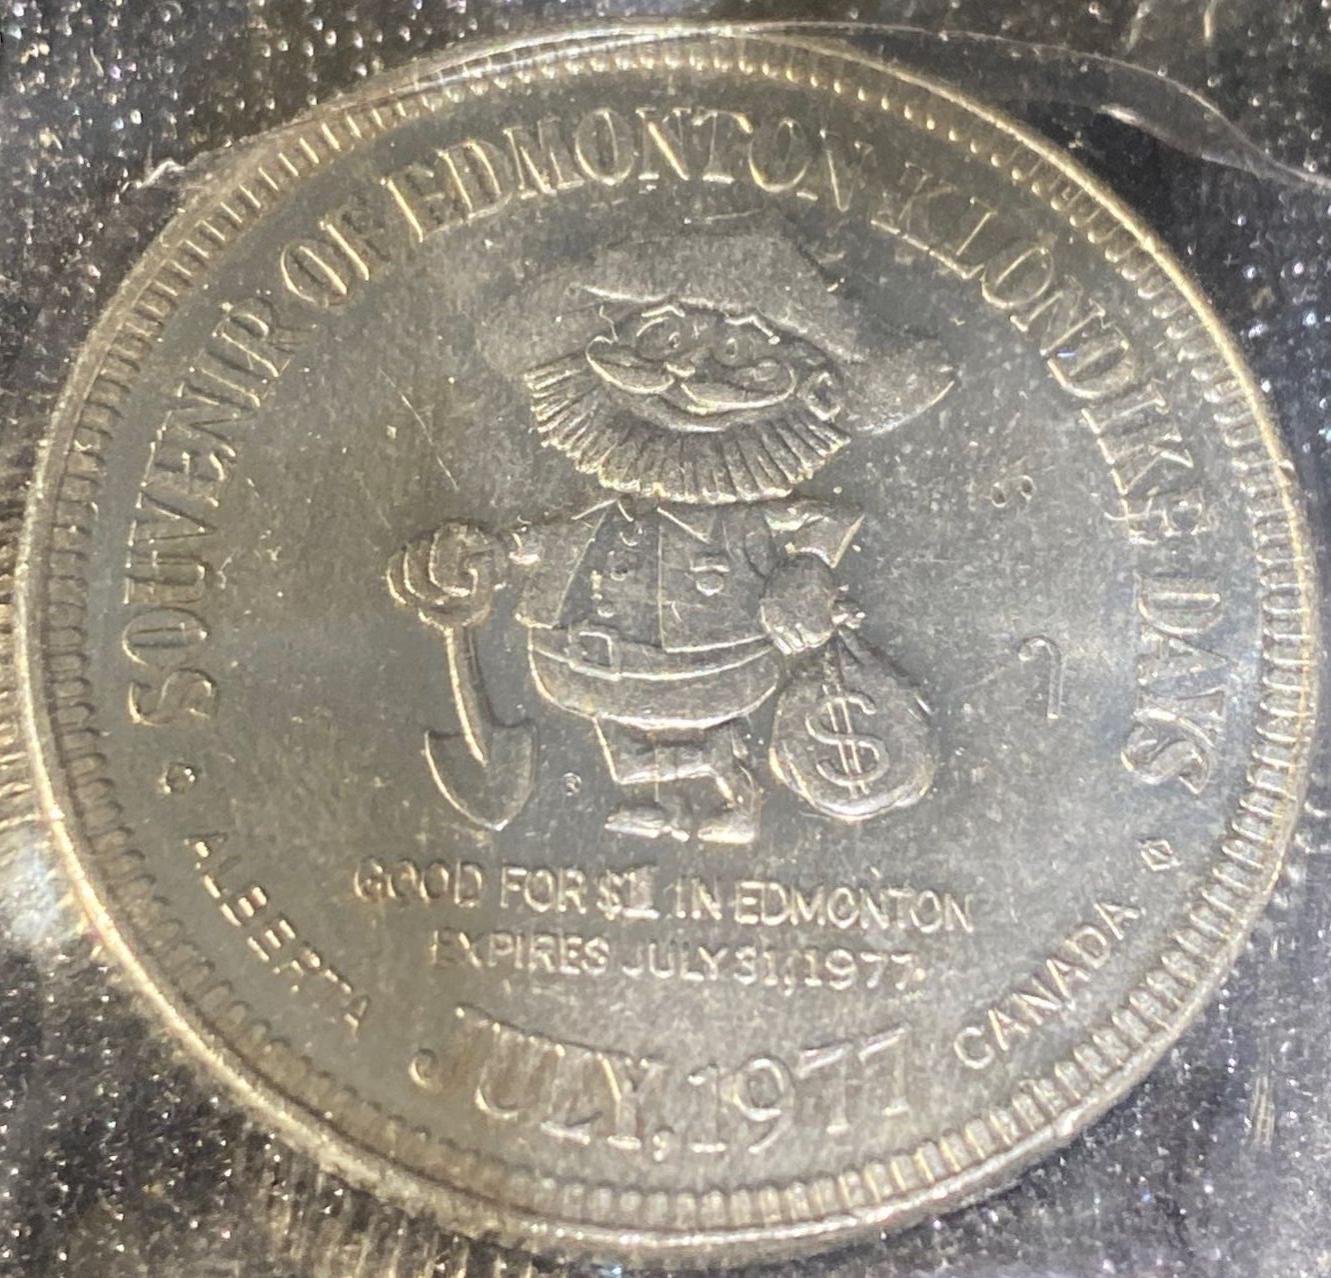 SOUVENIR OF EDMONTON KLONDIKE DAYS
$
GOOD FOR $1 IN EDMONTON
EXPIRES JULY 31, 1977
ALBERTA
JULY, 1977
CANADA